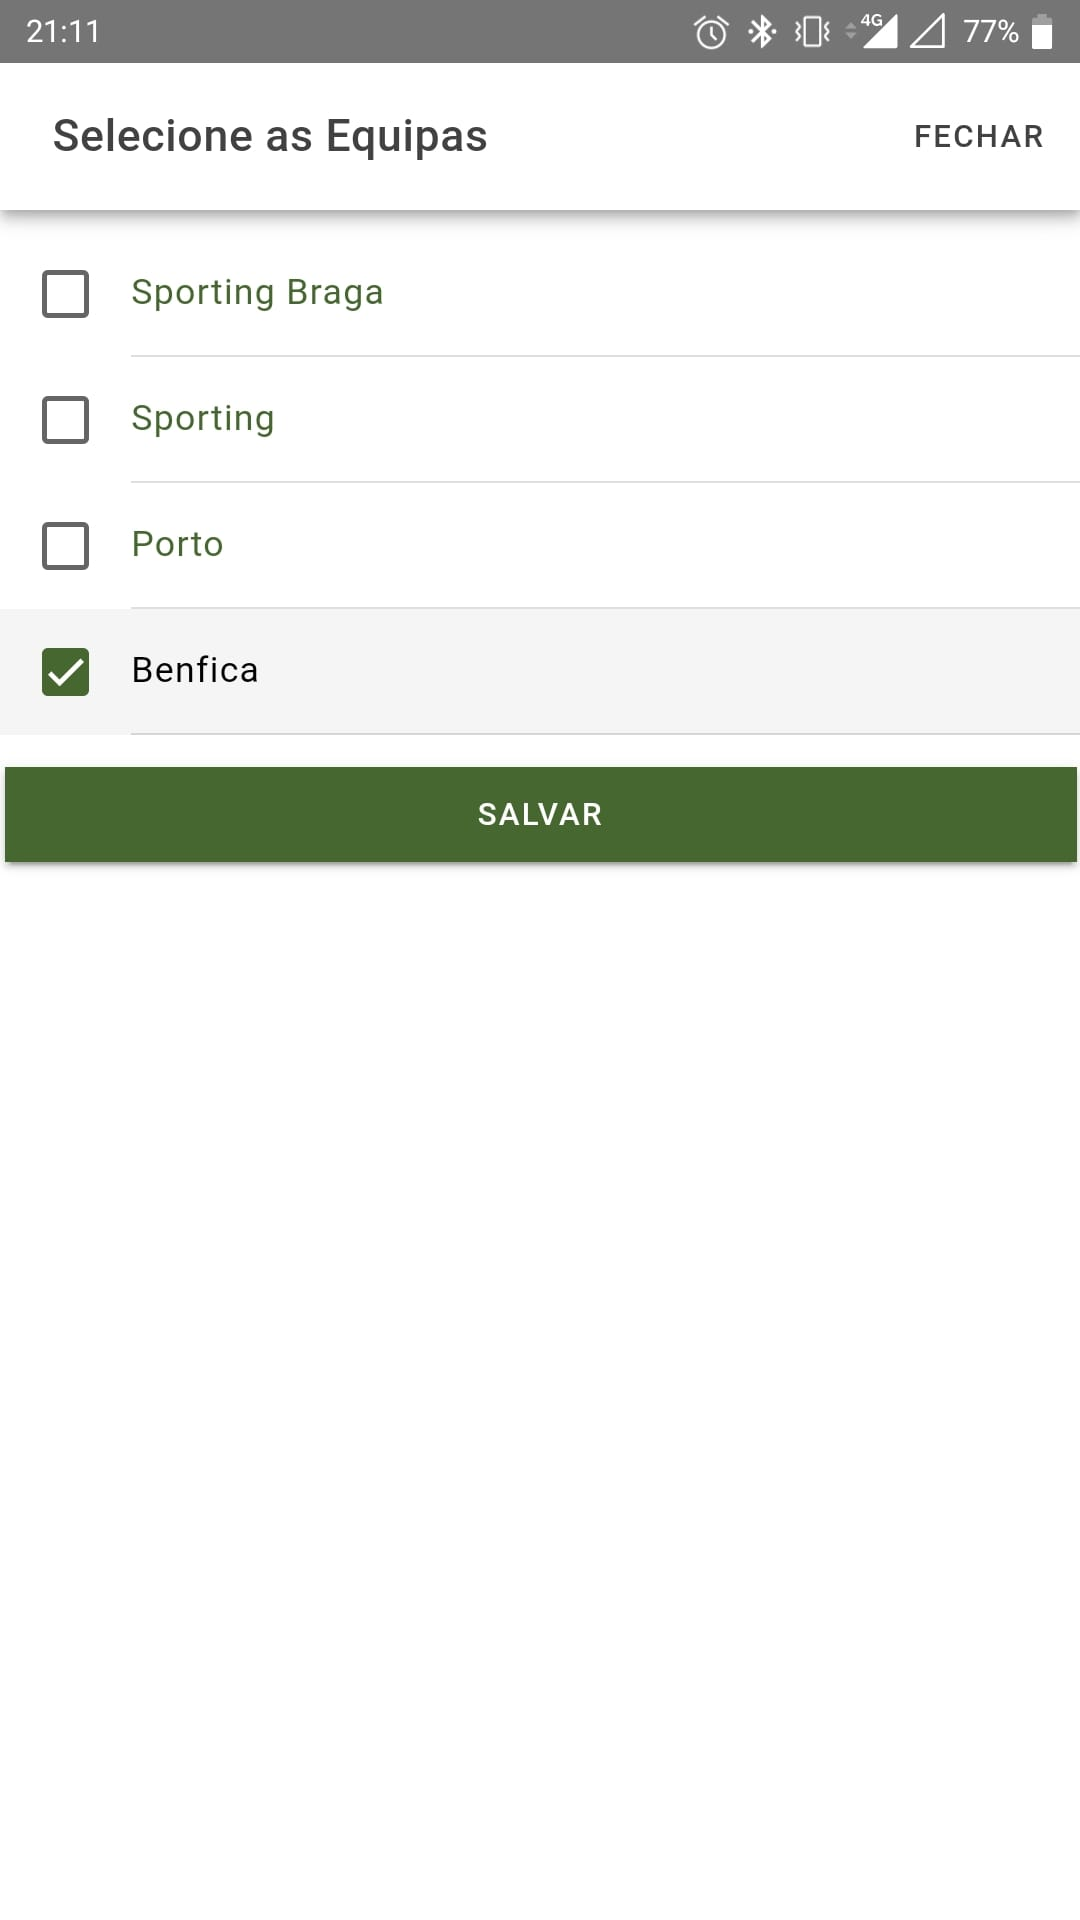 21:11 4G 77%
Selecione as Equipas FECHAR
Sporting Braga
Sporting
Porto
Benfica
SALVAR